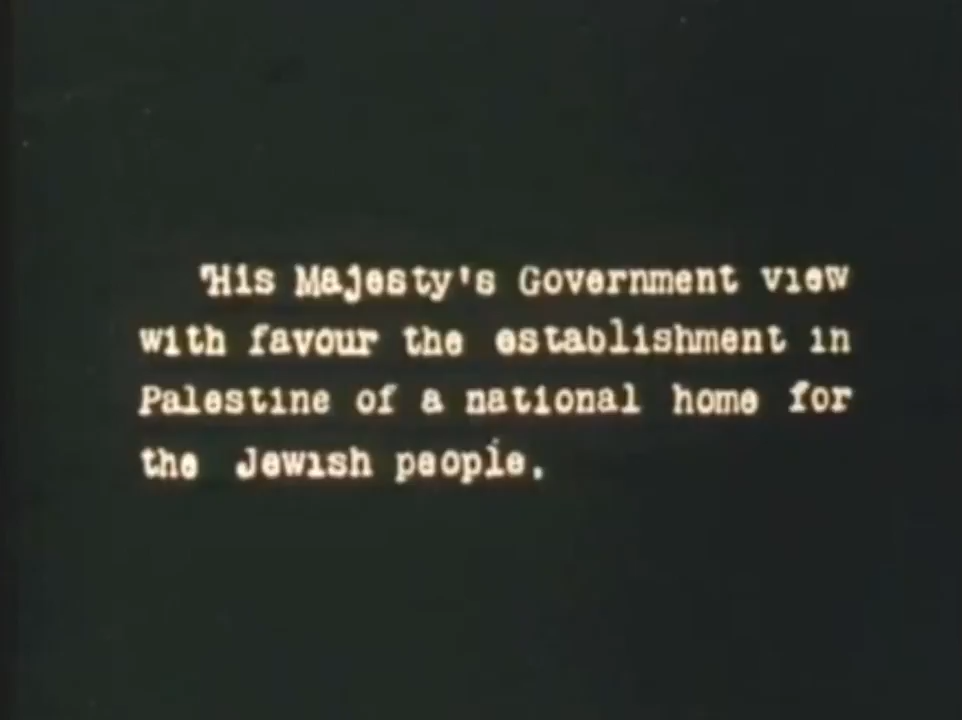 "His Majesty's Government view
with favour the establishment in
Palestine of a national home for
the Jewish people.